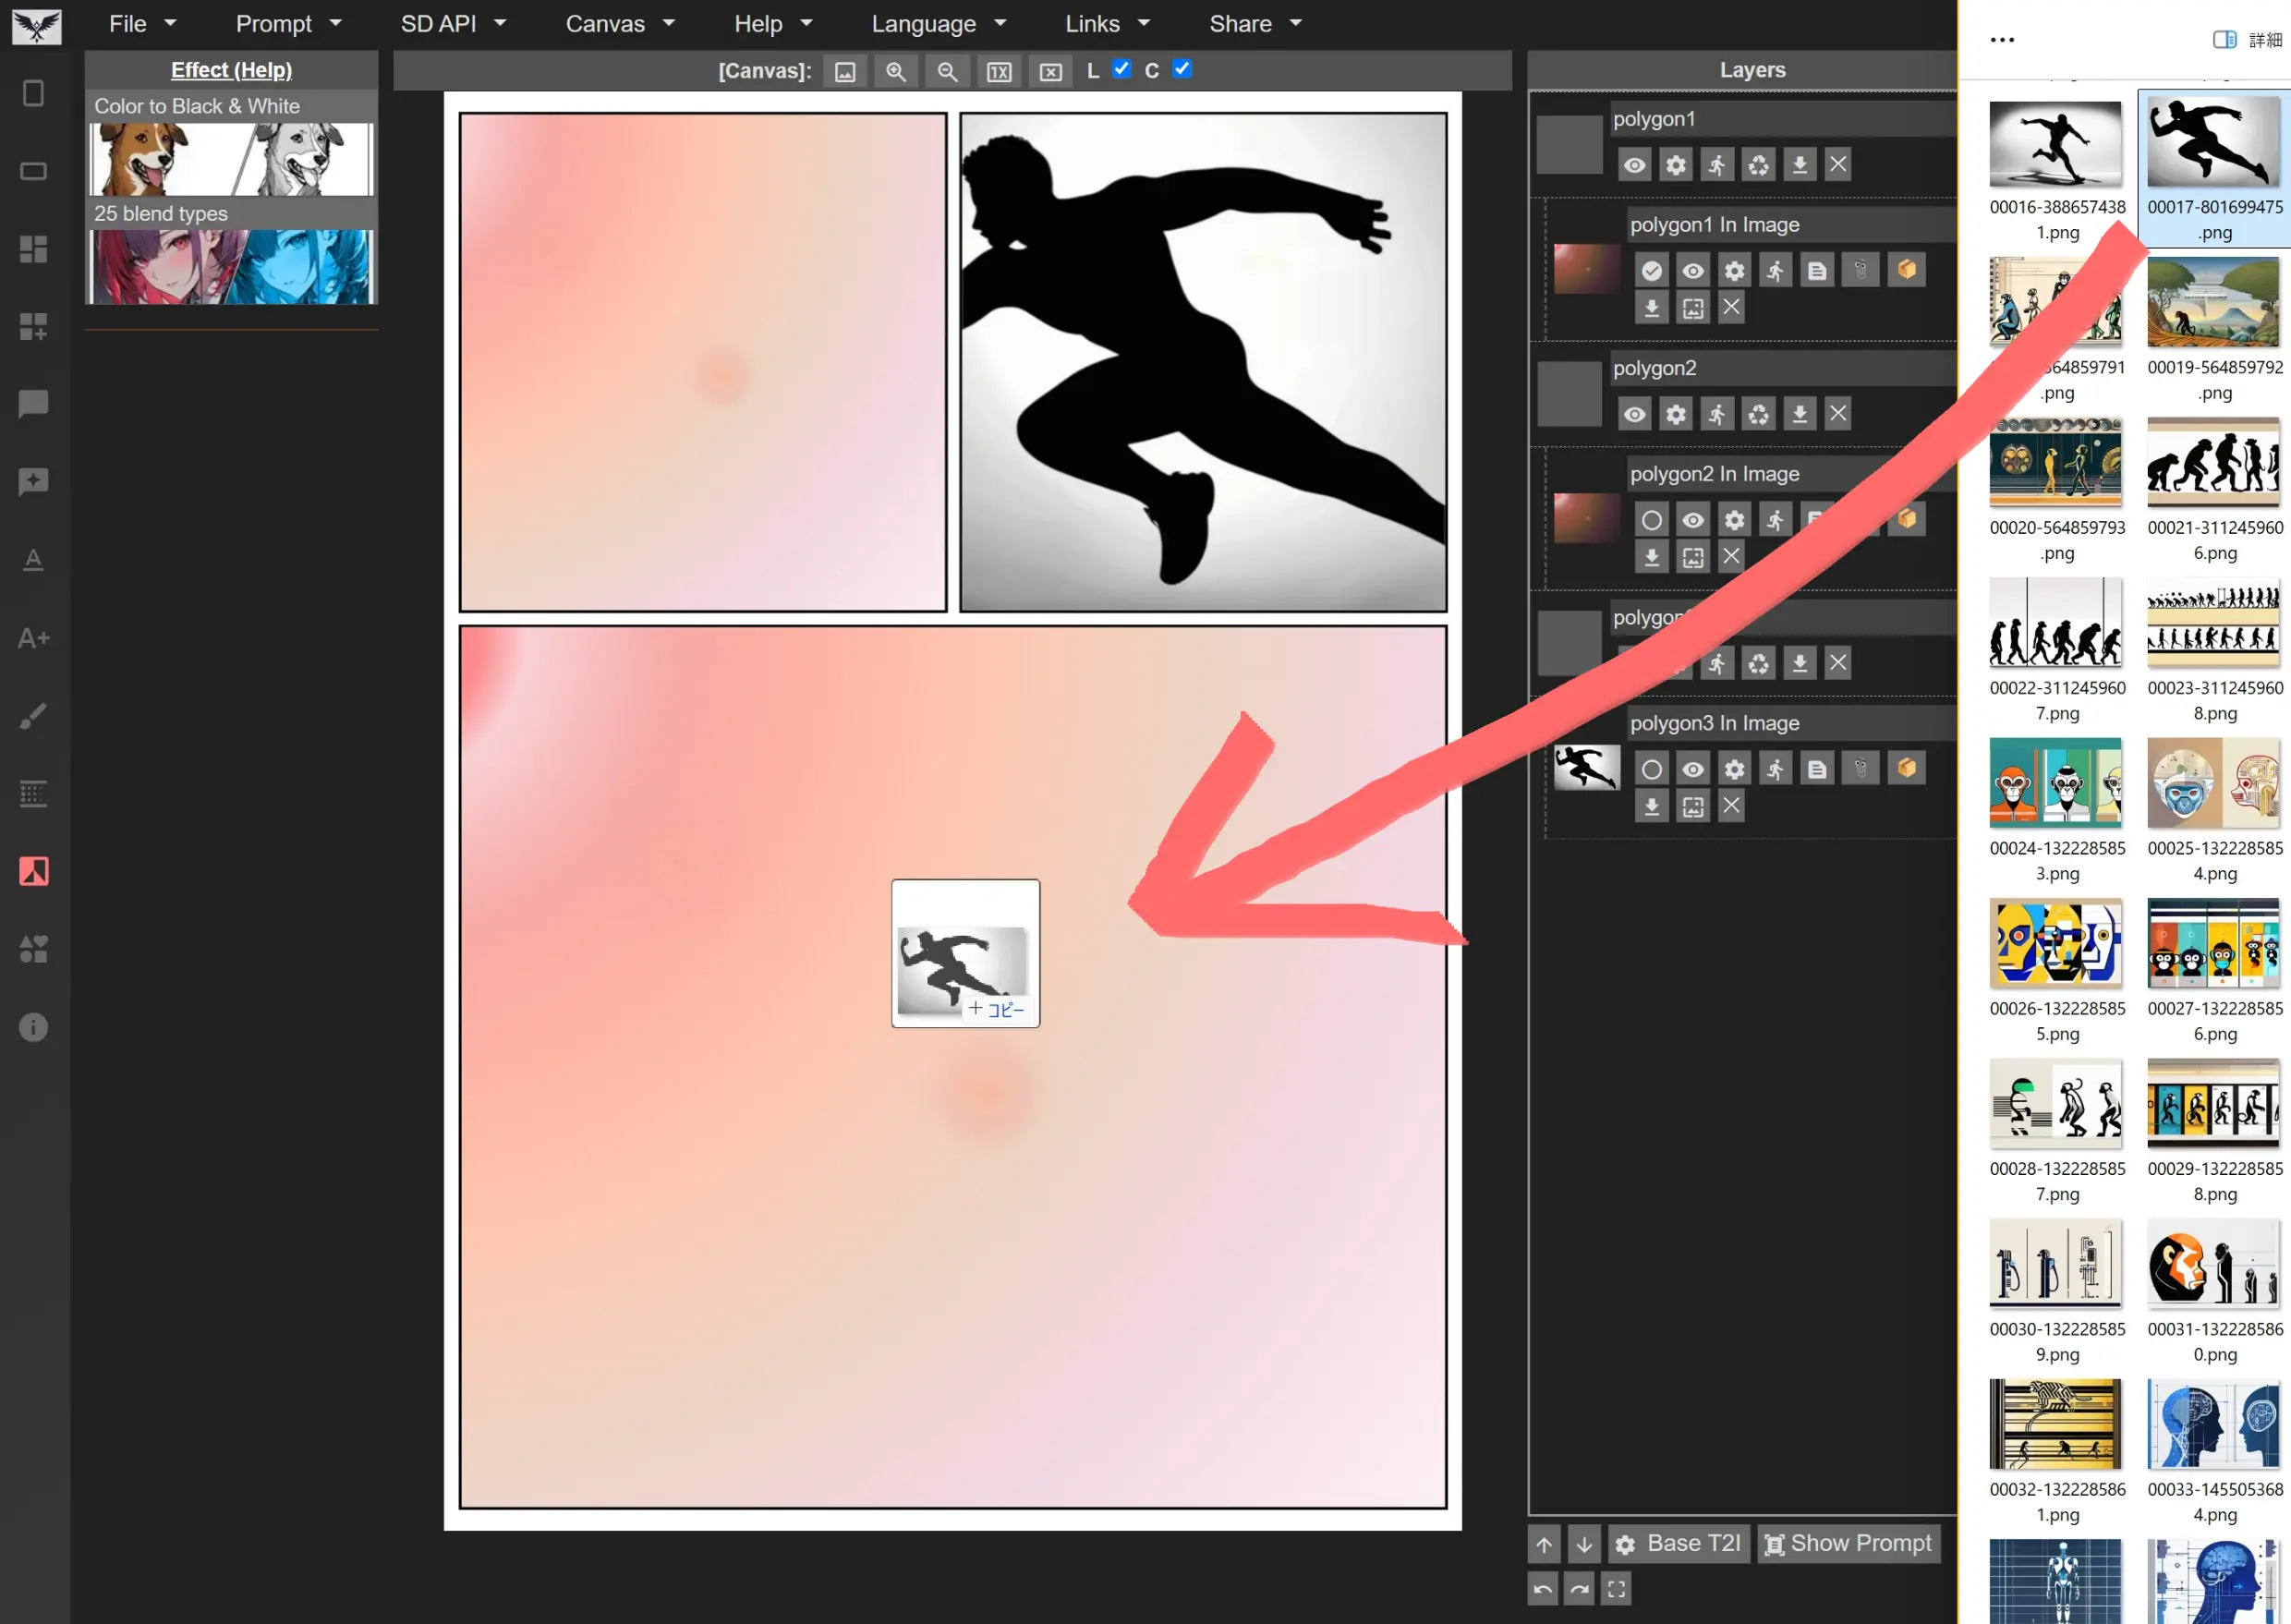 File
Prompt
SD API
Canvas
Help
Language
Links
Share
Effect (Help)
Color to Black & White
25 blend types
[Canvas]:
1X
L
C
Layers
polygon1
polygon1 In Image
polygon2
polygon2 In Image
polygon3 In Image
+ コピー
Base T2I
Show Prompt
詳細
00016-388657438
1.png
00017-801699475
.png
564859791
.png
00019-564859792
.png
00020-564859793
.png
00021-311245960
6.png
00022-311245960
7.png
00023-311245960
8.png
00024-132228585
3.png
00025-132228585
4.png
00026-132228585
5.png
00027-132228585
6.png
00028-132228585
7.png
00029-132228585
8.png
00030-132228585
9.png
00031-132228586
0.png
00032-132228586
1.png
00033-145505368
4.png